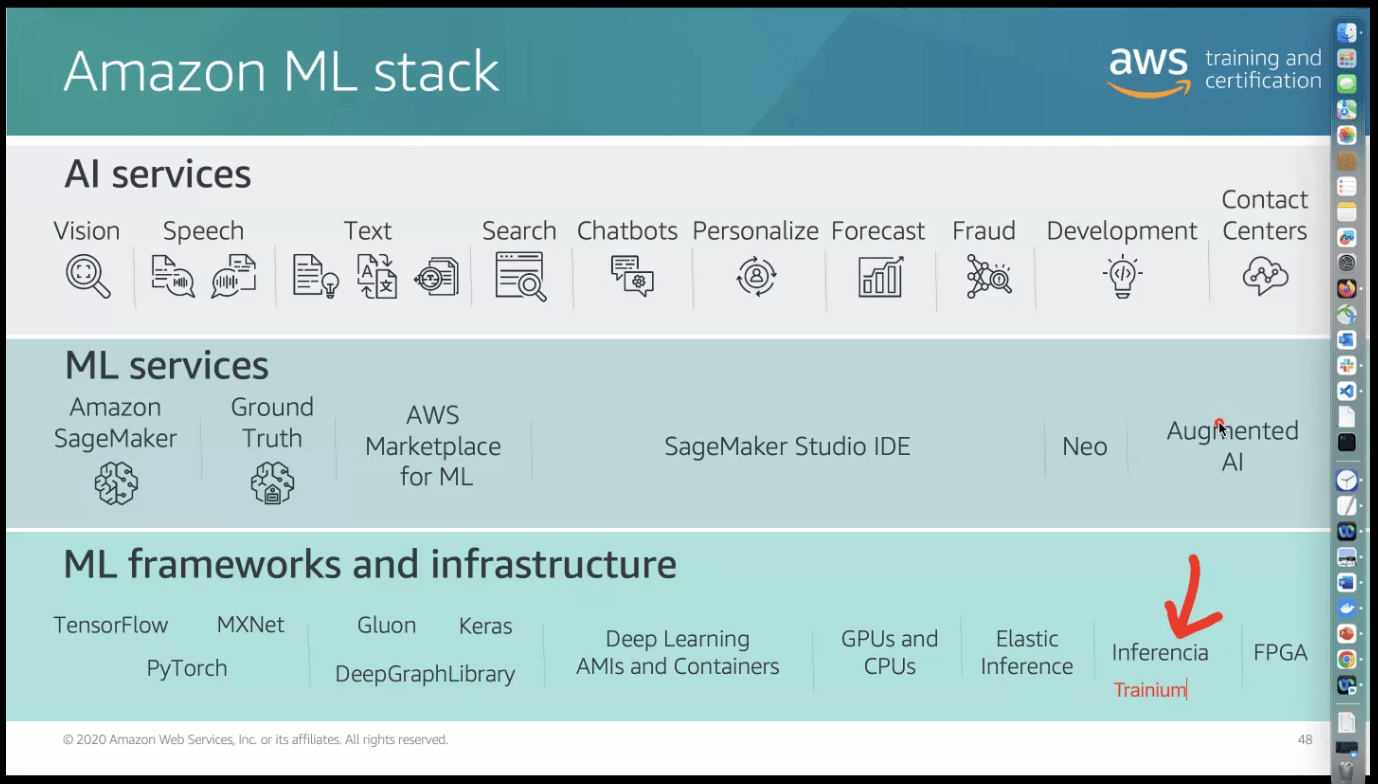 Amazon ML stack
aws training and
certification
AI services
Vision Speech Text Search Chatbots Personalize Forecast Fraud Development Contact
Centers
ML services
Amazon
SageMaker
Ground
Truth
AWS
Marketplace
for ML
SageMaker Studio IDE
Neo
Augmented
AI
ML frameworks and infrastructure
TensorFlow MXNet
PyTorch
Gluon Keras
DeepGraphLibrary
Deep Learning
AMIs and Containers
GPUs and
CPUs
Elastic
Inference
Inferencia
Trainium
FPGA
© 2020 Amazon Web Services, Inc. or its affiliates. All rights reserved.
48